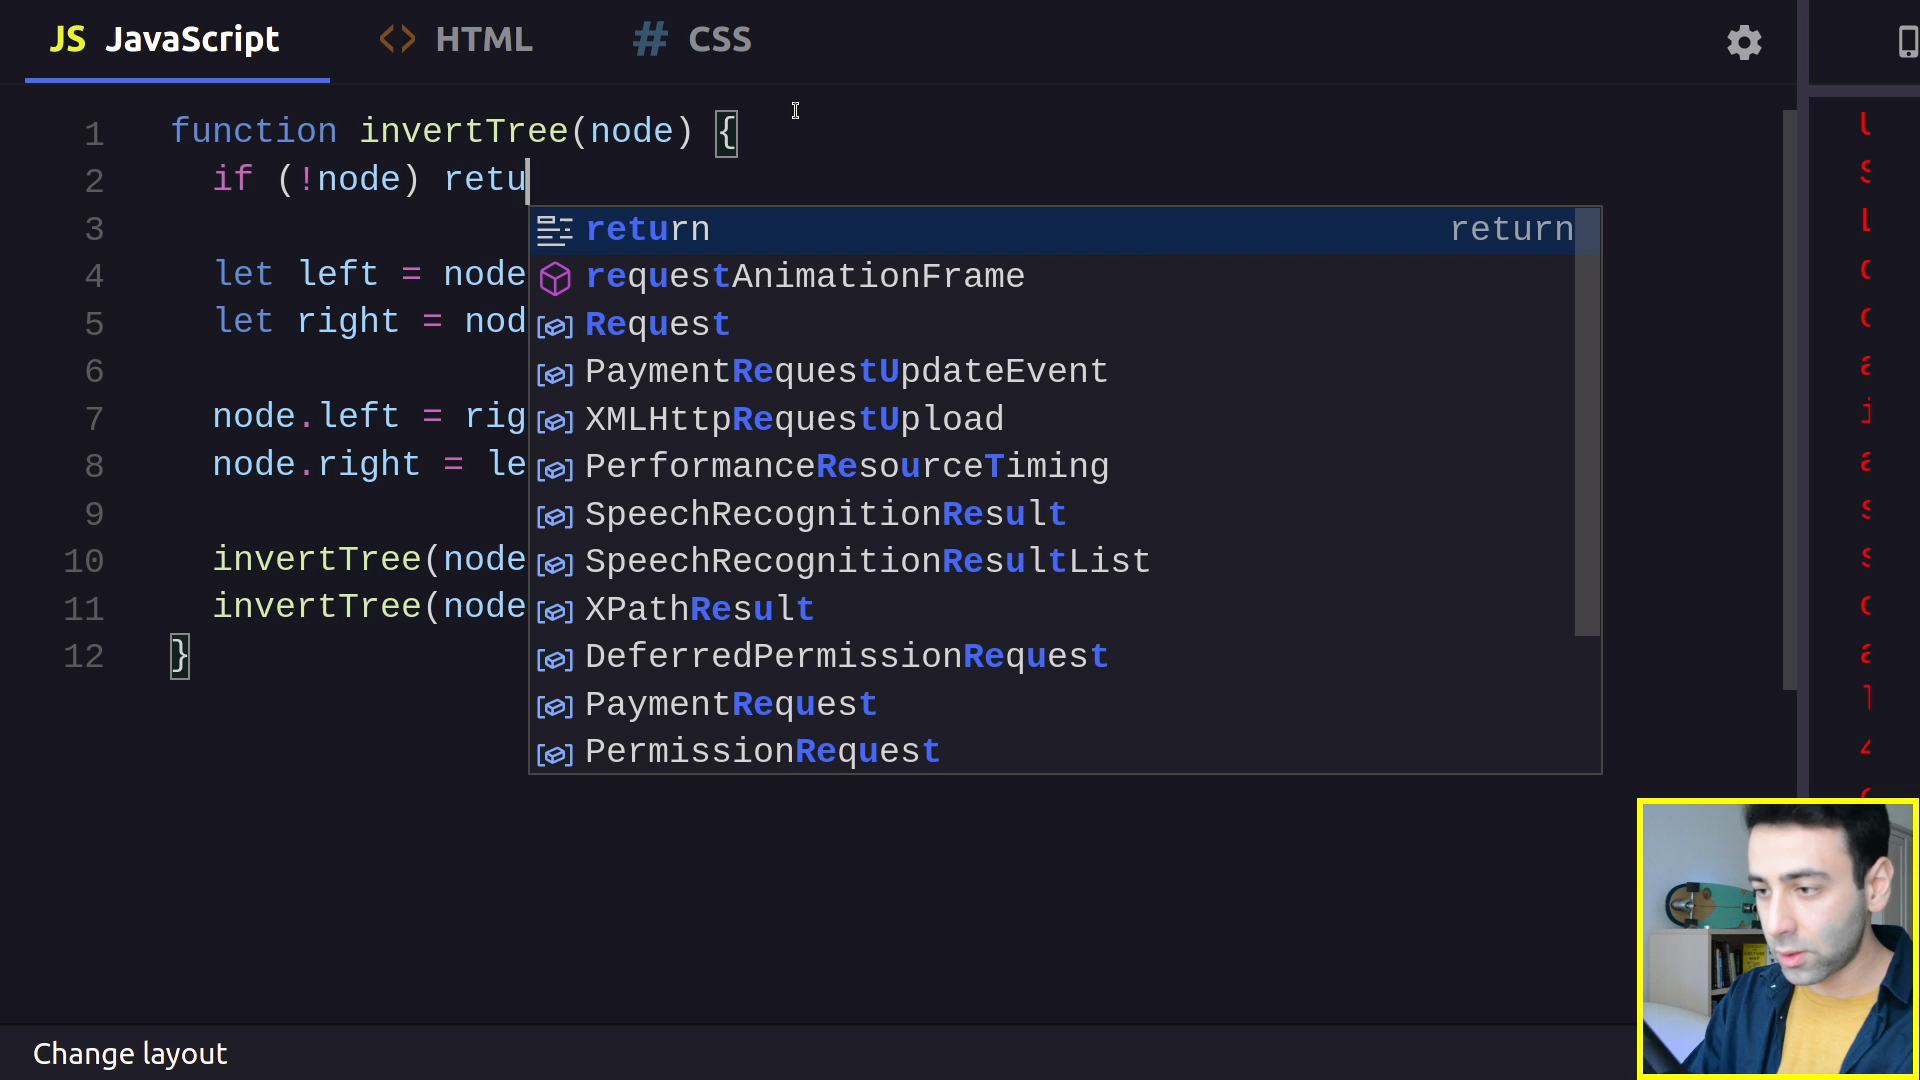 JS JavaScript
<> HTML
# CSS
1 function invertTree(node) {
2 if (!node) retu
3
4 let left = node
5 let right = nod
6
7 node.left = rig
8 node.right = le
9
10 invertTree(node
11 invertTree(node
12 }
return return
requestAnimationFrame
Request
PaymentRequestUpdateEvent
XMLHttpRequestUpload
PerformanceResourceTiming
SpeechRecognitionResult
SpeechRecognitionResultList
XPathResult
DeferredPermissionRequest
PaymentRequest
PermissionRequest
Change layout